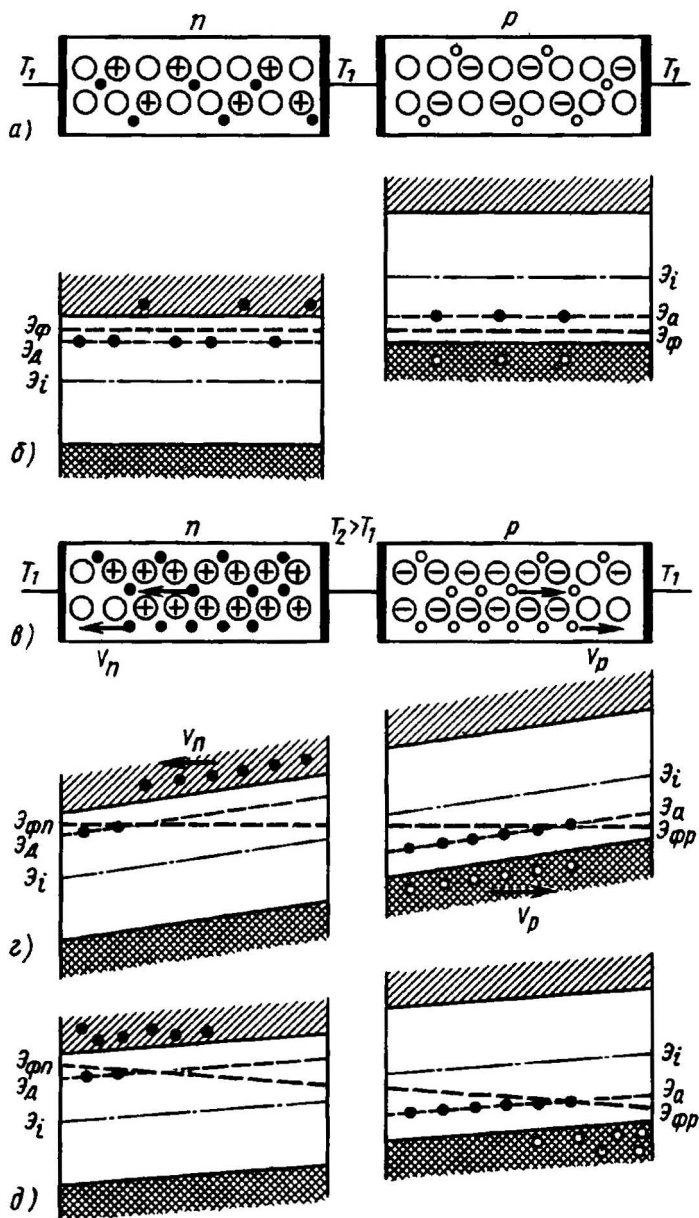 n p
T₁ T₁ T₁
а)
Эi
Эф Эа
Эд Эф
Эi
б)
n T₂>T₁ p
T₁ T₁
в)
Vn Vp
Vn
Эi
Эфn Эа
Эд Эфр
Эi
Vp
г)
Эi
Эфn Эа
Эд Эфр
Эi
д)